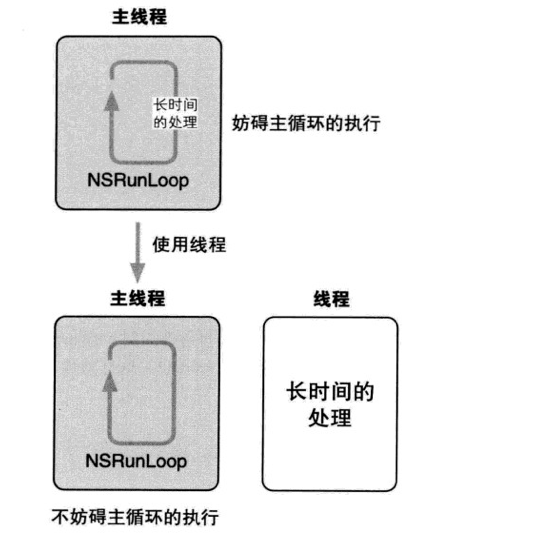 主线程
长时间
的处理
妨碍主循环的执行
NSRunLoop
使用线程
主线程
线程
长时间的
处理
NSRunLoop
不妨碍主循环的执行